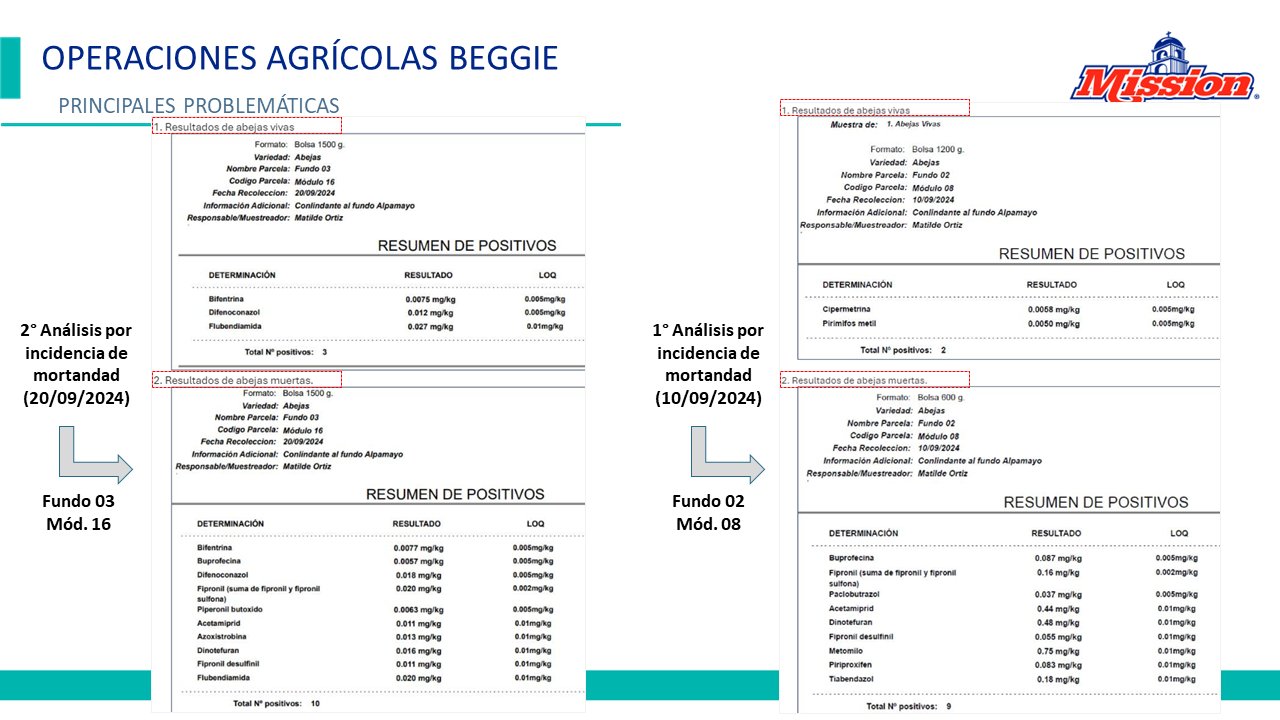 OPERACIONES AGRÍCOLAS BEGGIE
PRINCIPALES PROBLEMÁTICAS
Mission®
2° Análisis por
incidencia de
mortandad
(20/09/2024)
Fundo 03
Mód. 16
1. Resultados de abejas vivas
Formato: Bolsa 1500 g.
Variedad: Abejas
Nombre Parcela: Fundo 03
Codigo Parcela: Módulo 16
Fecha Recoleccion: 20/09/2024
Información Adicional: Conlindante al fundo Alpamayo
Responsable/Muestreador: Matilde Ortiz
RESUMEN DE POSITIVOS
DETERMINACIÓN RESULTADO LOQ
Bifentrina 0.0075 mg/kg 0.005mg/kg
Difenoconazol 0.012 mg/kg 0.005mg/kg
Flubendiamida 0.027 mg/kg 0.01mg/kg
Total Nº positivos: 3
2. Resultados de abejas muertas.
Formato: Bolsa 1500 g.
Variedad: Abejas
Nombre Parcela: Fundo 03
Codigo Parcela: Módulo 16
Fecha Recoleccion: 20/09/2024
Información Adicional: Conlindante al fundo Alpamayo
Responsable/Muestreador: Matilde Ortiz
RESUMEN DE POSITIVOS
DETERMINACIÓN RESULTADO LOQ
Bifentrina 0.0077 mg/kg 0.005mg/kg
Buprofecina 0.0057 mg/kg 0.005mg/kg
Difenoconazol 0.018 mg/kg 0.005mg/kg
Fipronil (suma de fipronil y fipronil 0.020 mg/kg 0.002mg/kg
sulfona)
Piperonil butoxido 0.0063 mg/kg 0.005mg/kg
Acetamiprid 0.011 mg/kg 0.01mg/kg
Azoxistrobina 0.013 mg/kg 0.01mg/kg
Dinotefuran 0.016 mg/kg 0.01mg/kg
Fipronil desulfinil 0.011 mg/kg 0.01mg/kg
Flubendiamida 0.020 mg/kg 0.01mg/kg
Total Nº positivos: 10
1° Análisis por
incidencia de
mortandad
(10/09/2024)
Fundo 02
Mód. 08
1. Resultados de abejas vivas
Muestra de: 1. Abejas Vivas
Formato: Bolsa 1200 g.
Variedad: Abejas
Nombre Parcela: Fundo 02
Codigo Parcela: Módulo 08
Fecha Recoleccion: 10/09/2024
Información Adicional: Conlindante al fundo Alpamayo
Responsable/Muestreador: Matilde Ortiz
RESUMEN DE POSITIVOS
DETERMINACIÓN RESULTADO LOQ
Cipermetrina 0.0058 mg/kg 0.005mg/kg
Pirimifos metil 0.0050 mg/kg 0.005mg/kg
Total Nº positivos: 2
2. Resultados de abejas muertas.
Formato: Bolsa 600 g.
Variedad: Abejas
Nombre Parcela: Fundo 02
Codigo Parcela: Módulo 08
Fecha Recoleccion: 10/09/2024
Información Adicional: Conlindante al fundo Alpamayo
Responsable/Muestreador: Matilde Ortiz
RESUMEN DE POSITIVOS
DETERMINACIÓN RESULTADO LOQ
Buprofecina 0.087 mg/kg 0.005mg/kg
Fipronil (suma de fipronil y fipronil 0.16 mg/kg 0.002mg/kg
sulfona)
Paclobutrazol 0.037 mg/kg 0.005mg/kg
Acetamiprid 0.44 mg/kg 0.01mg/kg
Dinotefuran 0.48 mg/kg 0.01mg/kg
Fipronil desulfinil 0.055 mg/kg 0.01mg/kg
Metomilo 0.75 mg/kg 0.01mg/kg
Piriproxifen 0.083 mg/kg 0.01mg/kg
Tiabendazol 0.18 mg/kg 0.01mg/kg
Total Nº positivos: 9